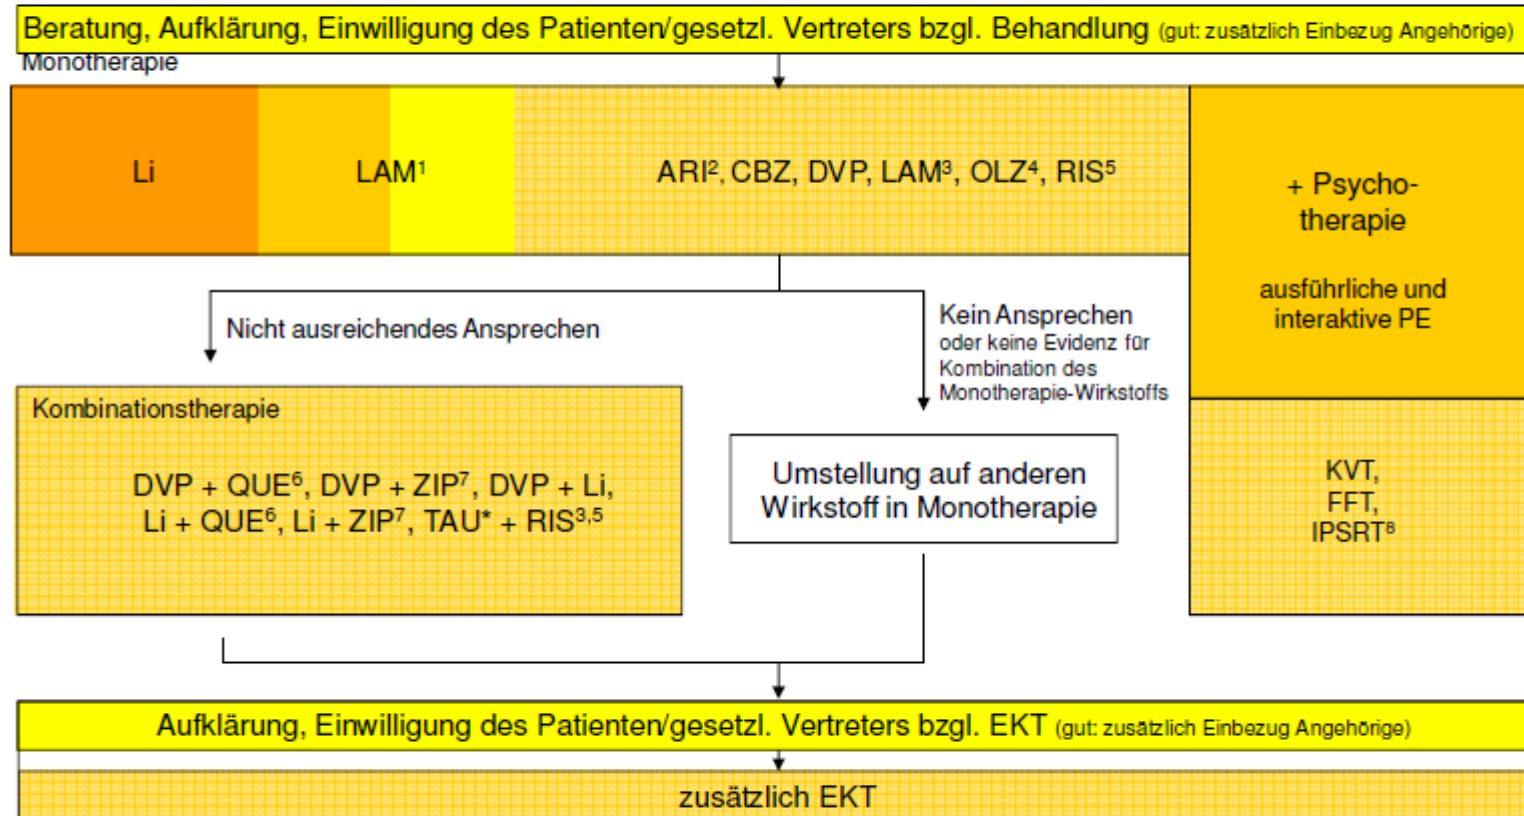 Beratung, Aufklärung, Einwilligung des Patienten/gesetzl. Vertreters bzgl. Behandlung (gut: zusätzlich Einbezug Angehörige)
Monotherapie
Li
LAM¹
ARI², CBZ, DVP, LAM³, OLZ⁴, RIS⁵
+ Psycho-
therapie
ausführliche und
interaktive PE
Nicht ausreichendes Ansprechen
Kein Ansprechen
oder keine Evidenz für
Kombination des
Monotherapie-Wirkstoffs
Kombinationstherapie
DVP + QUE⁶, DVP + ZIP⁷, DVP + Li,
Li + QUE⁶, Li + ZIP⁷, TAU* + RIS³,⁵
Umstellung auf anderen
Wirkstoff in Monotherapie
KVT,
FFT,
IPSRT⁸
Aufklärung, Einwilligung des Patienten/gesetzl. Vertreters bzgl. EKT (gut: zusätzlich Einbezug Angehörige)
zusätzlich EKT